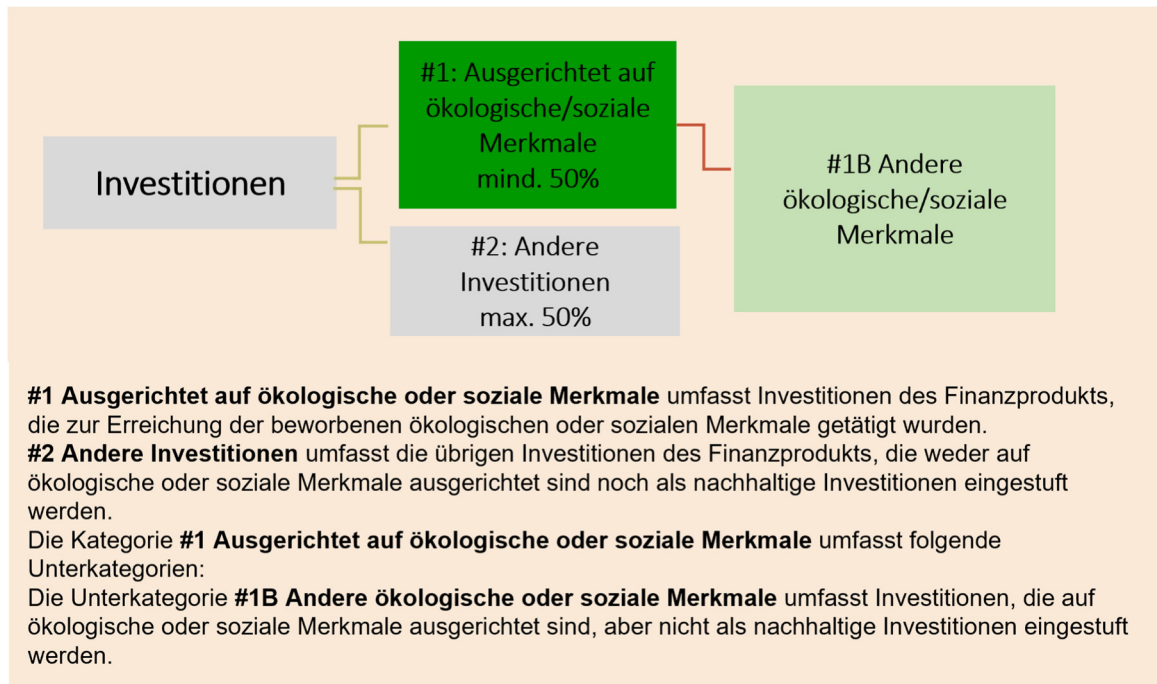 Investitionen
#1: Ausgerichtet auf
ökologische/soziale
Merkmale
mind. 50%
#2: Andere
Investitionen
max. 50%
#1B Andere
ökologische/soziale
Merkmale
#1 Ausgerichtet auf ökologische oder soziale Merkmale umfasst Investitionen des Finanzprodukts,
die zur Erreichung der beworbenen ökologischen oder sozialen Merkmale getätigt wurden.
#2 Andere Investitionen umfasst die übrigen Investitionen des Finanzprodukts, die weder auf
ökologische oder soziale Merkmale ausgerichtet sind noch als nachhaltige Investitionen eingestuft
werden.
Die Kategorie #1 Ausgerichtet auf ökologische oder soziale Merkmale umfasst folgende
Unterkategorien:
Die Unterkategorie #1B Andere ökologische oder soziale Merkmale umfasst Investitionen, die auf
ökologische oder soziale Merkmale ausgerichtet sind, aber nicht als nachhaltige Investitionen eingestuft
werden.